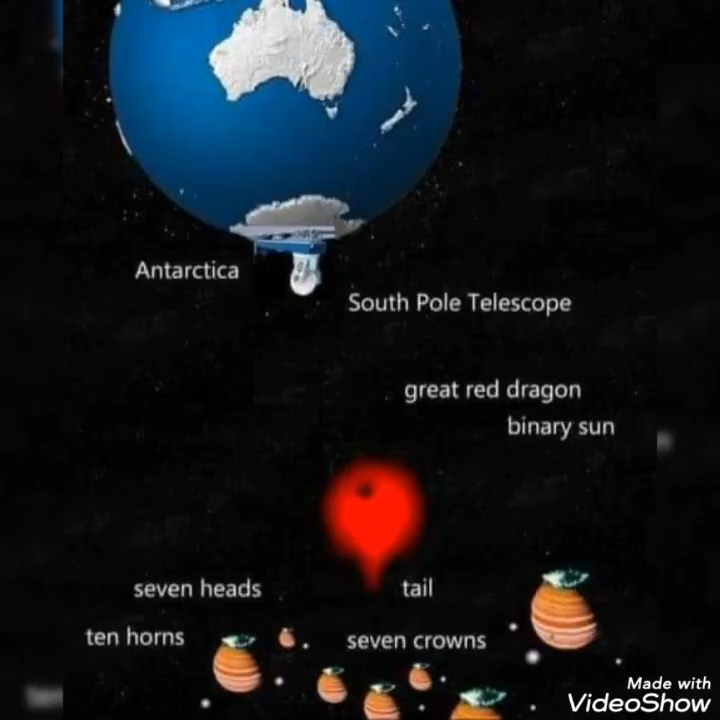 Antarctica
South Pole Telescope
great red dragon
binary sun
seven heads
tail
ten horns
seven crowns
Made with
VideoShow